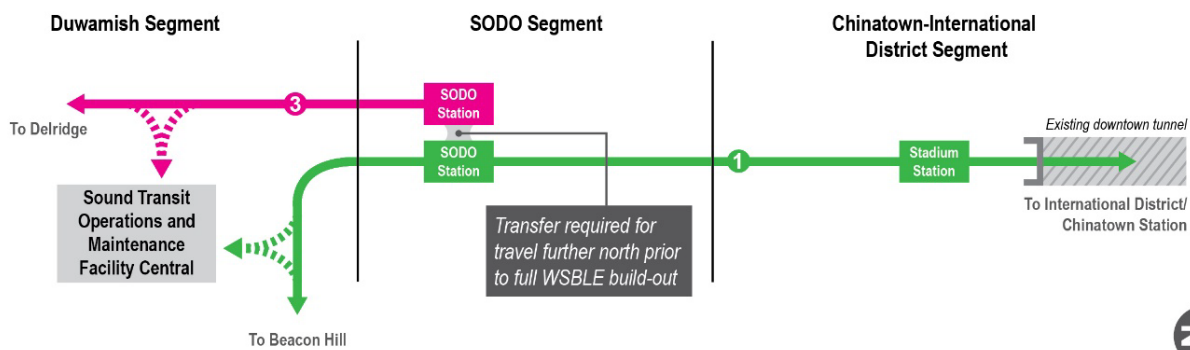 Duwamish Segment
SODO Segment
Chinatown-International
District Segment
3
SODO
Station
To Delridge
Existing downtown tunnel
SODO
Station
1
Stadium
Station
Sound Transit
Operations and
Maintenance
Facility Central
To International District/
Chinatown Station
Transfer required for
travel further north prior
to full WSBLE build-out
To Beacon Hill